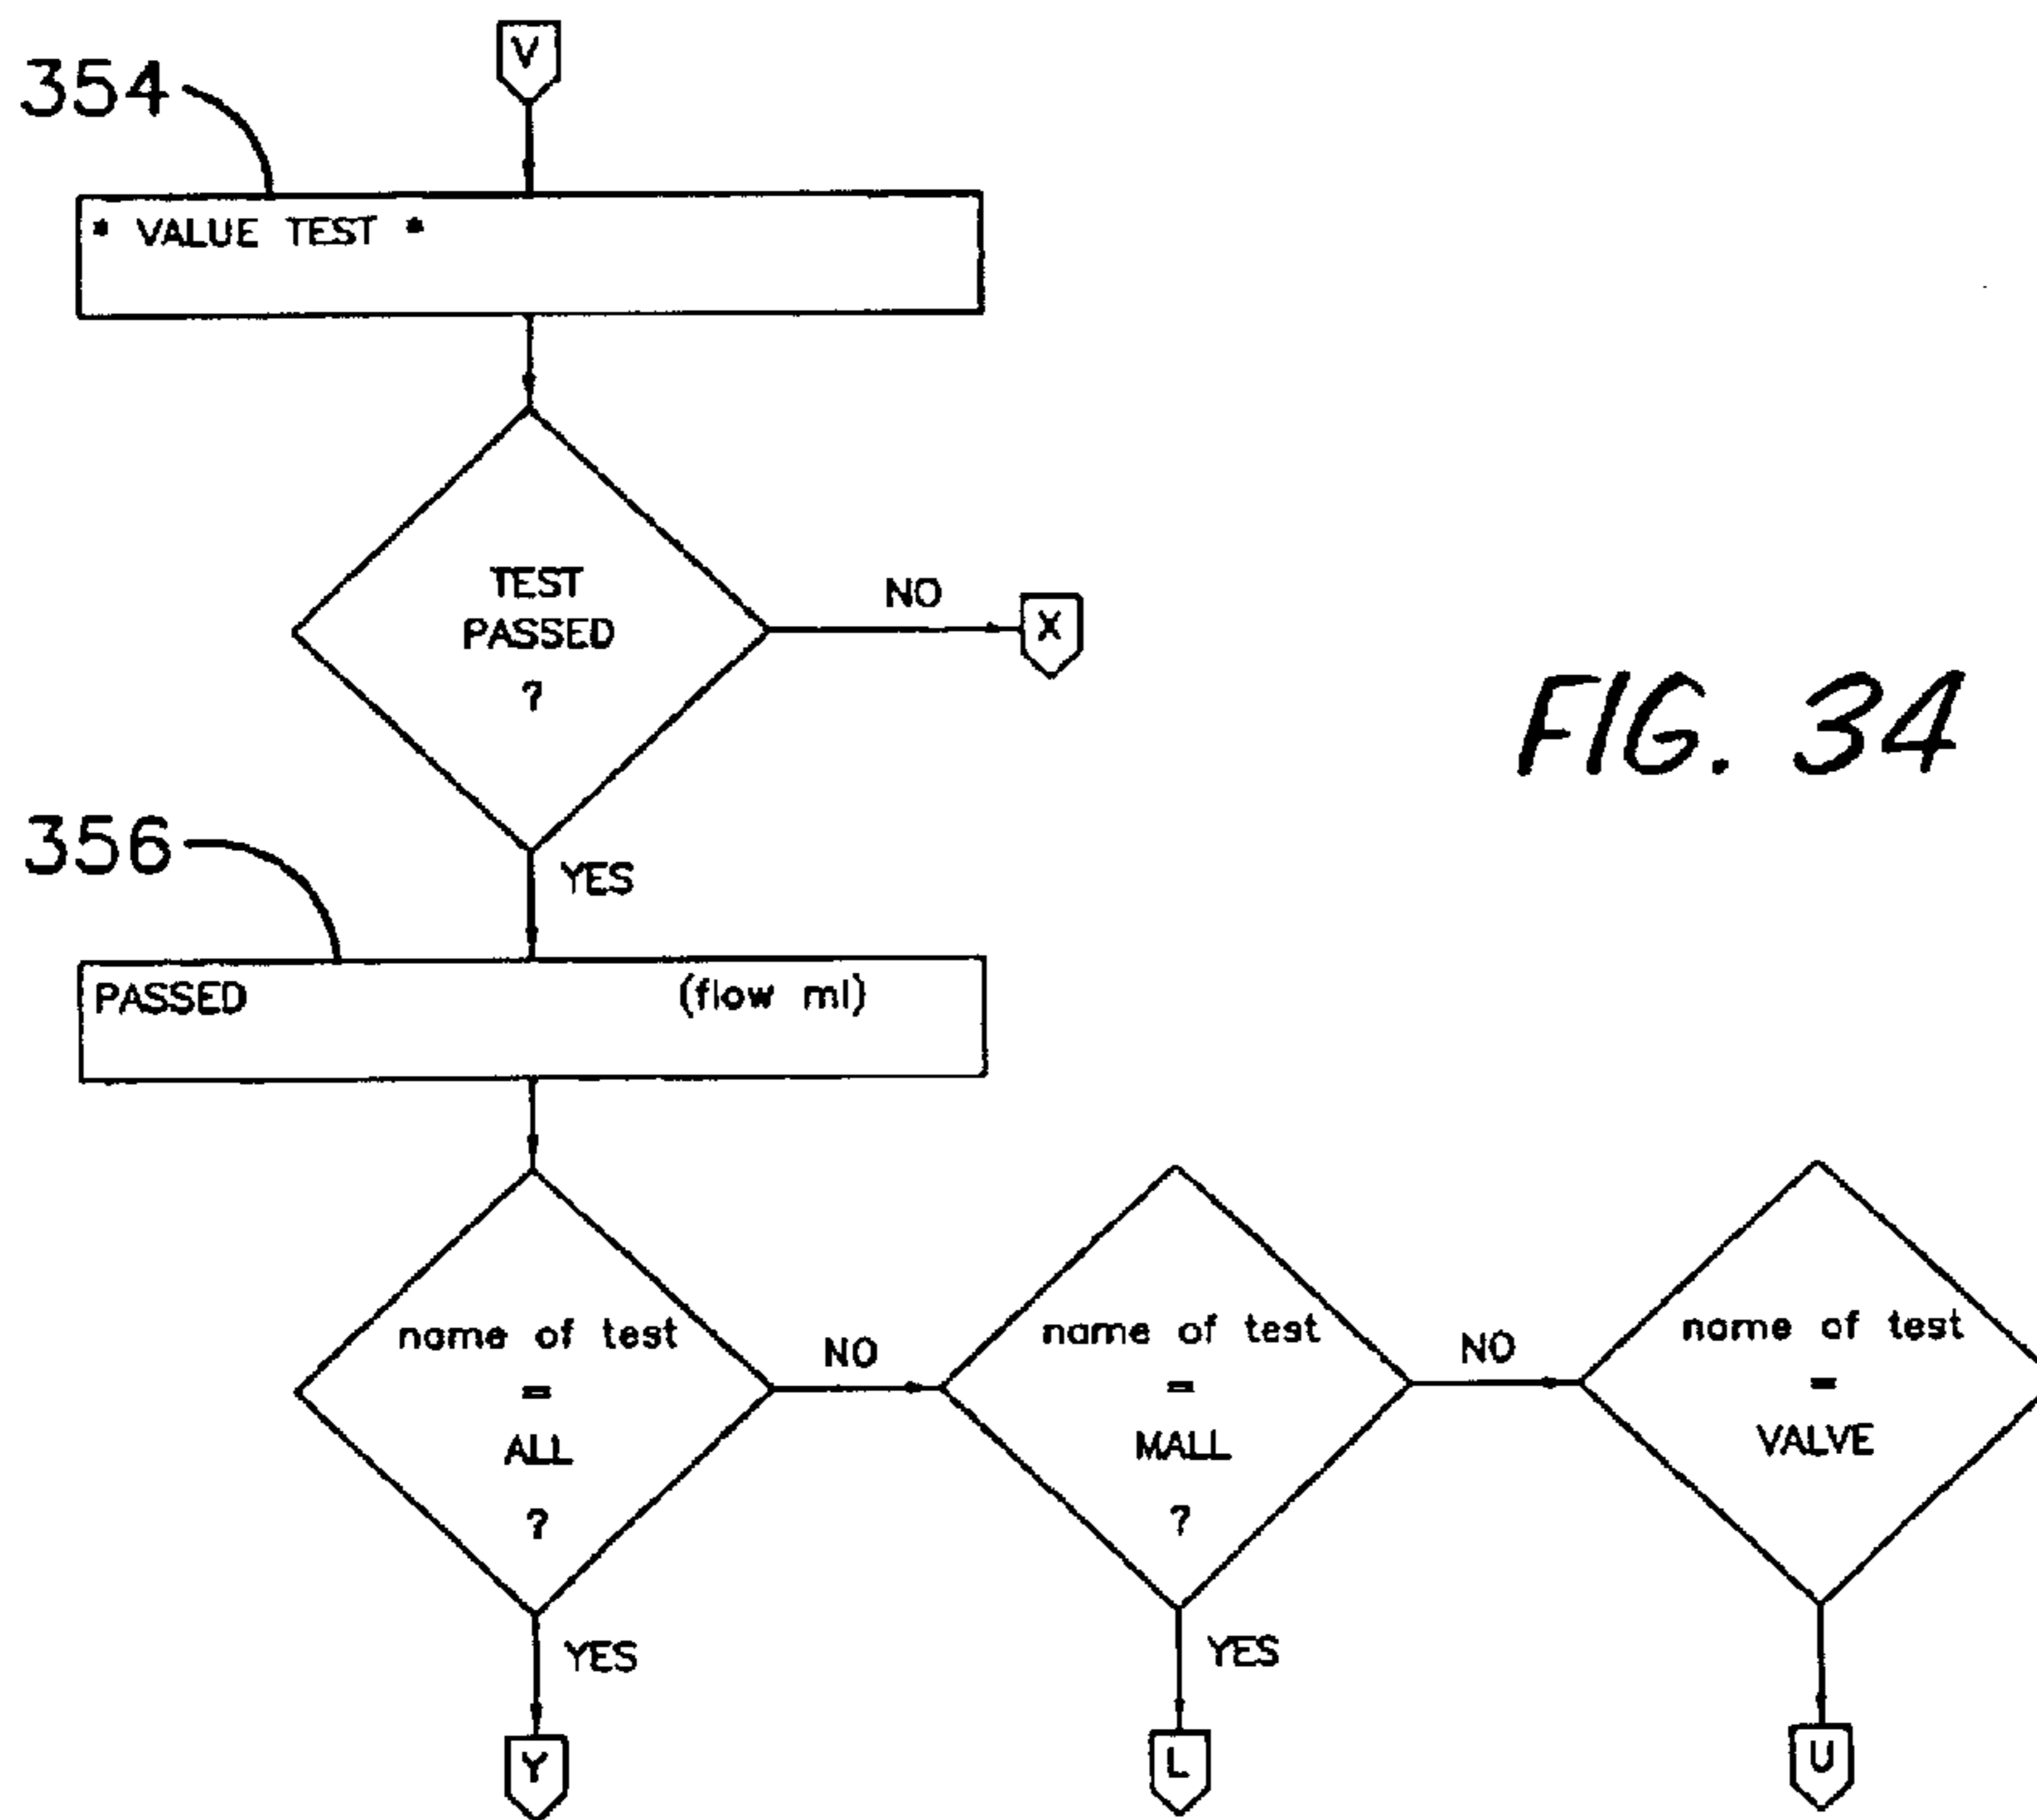 V
354
* VALUE TEST *
TEST
PASSED
?
NO
X
FIG. 34
YES
356
PASSED (flow ml)
name of test
=
ALL
?
NO
name of test
=
MALL
?
NO
name of test
=
VALVE
YES
YES
Y
L
U